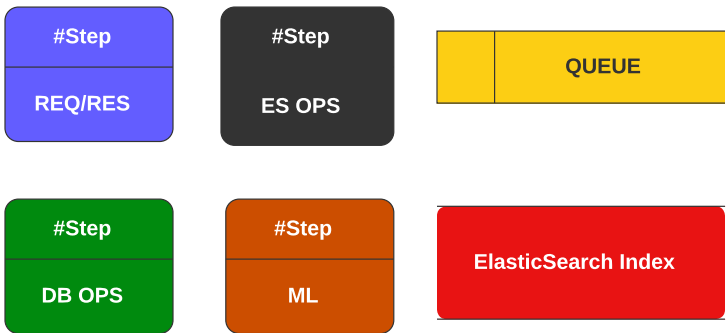 #Step
REQ/RES
#Step
ES OPS
QUEUE
#Step
DB OPS
#Step
ML
ElasticSearch Index